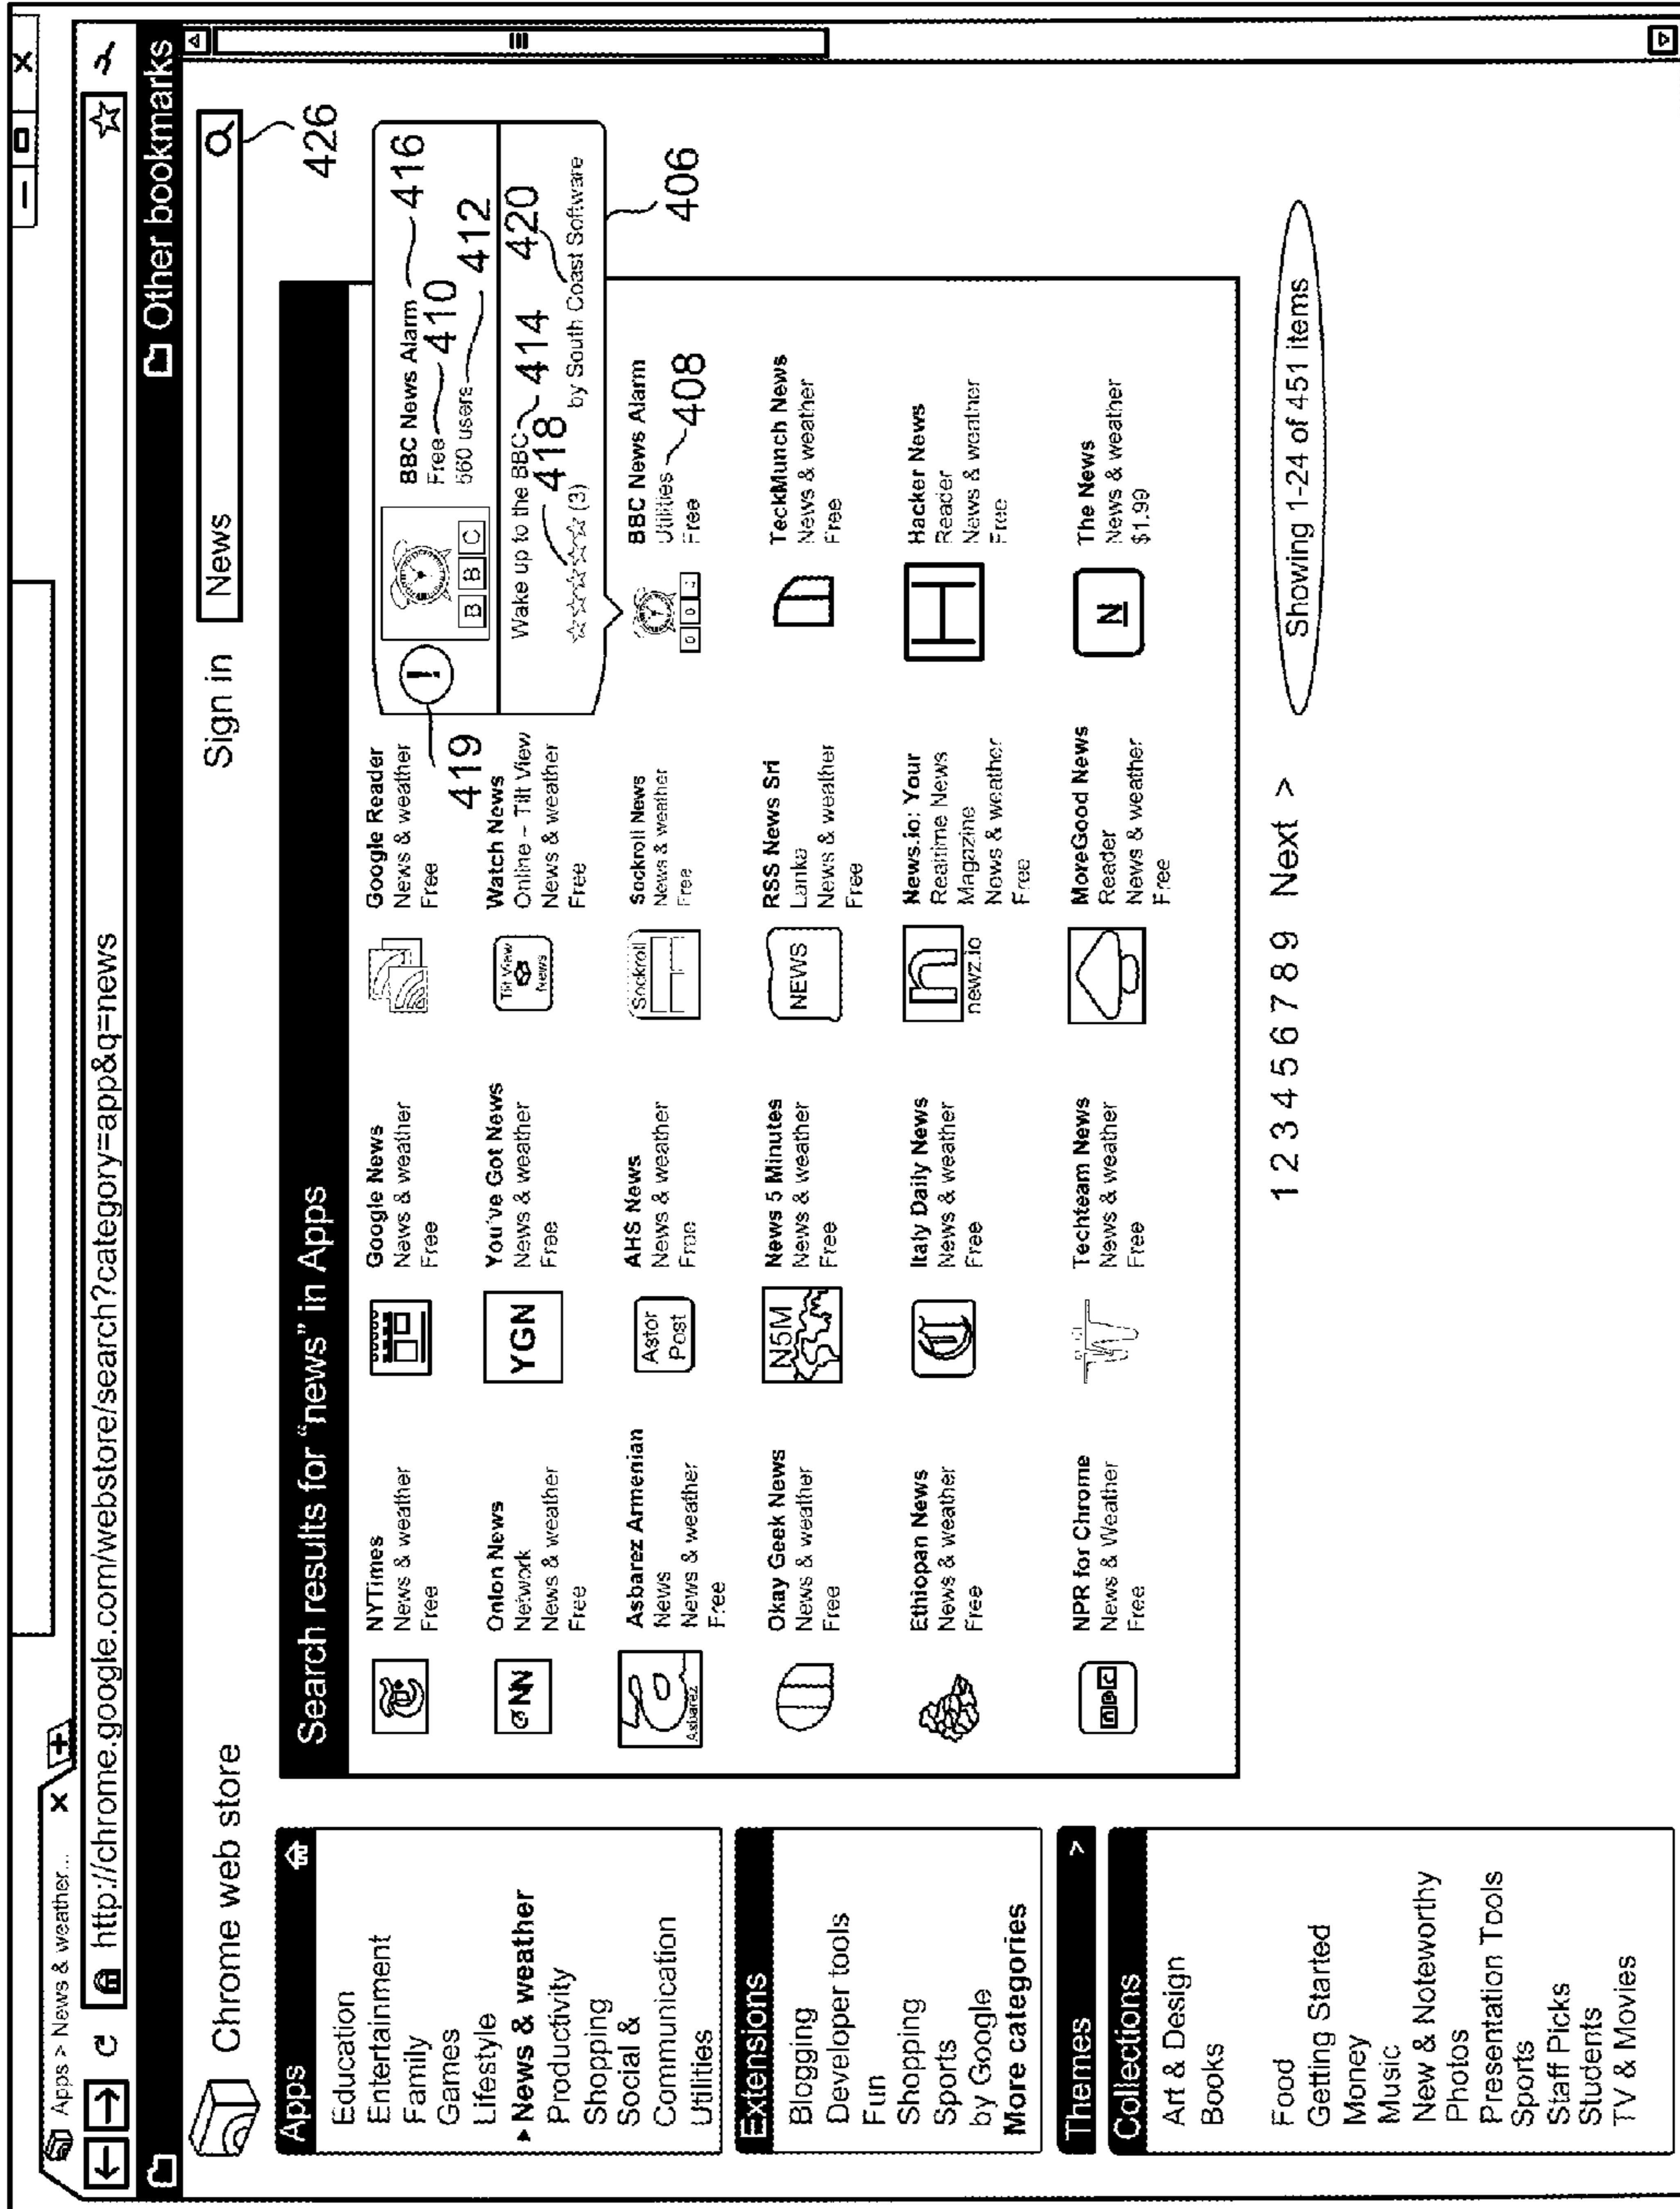 Apps > News & weather... X +
http://chrome.google.com/webstore/search?category=app&q=news
Other bookmarks
Chrome web store
Sign in
News
426
Apps
Education
Entertainment
Family
Games
Lifestyle
▸ News & weather
Productivity
Shopping
Social &
Communication
Utilities
Extensions
Blogging
Developer tools
Fun
Shopping
Sports
by Google
More categories
Themes >
Collections
Art & Design
Books
Food
Getting Started
Money
Music
New & Noteworthy
Photos
Presentation Tools
Sports
Staff Picks
Students
TV & Movies
Search results for "news" in Apps
NYTimes
News & weather
Free
Google News
News & weather
Free
Google Reader
News & weather
Free
419
!
B B C
BBC News Alarm 416
Free 410
560 users 412
Wake up to the BBC 414
418
420
☆☆☆☆☆ (3) by South Coast Software
406
NN
Onion News
Network
News & weather
Free
YGN
You've Got News
News & weather
Free
Tilt View
News
Watch News
Online – Tilt View
News & weather
Free
Asbarez
Asbarez Armenian
News
News & weather
Free
Astor
Post
AHS News
News & weather
Free
Sockroll
Sockroll News
News & weather
Free
BBC News Alarm
Utilities 408
Free
Okay Geek News
News & weather
Free
N5M
News 5 Minutes
News & weather
Free
NEWS
RSS News Sri
Lanka
News & weather
Free
TeckMunch News
News & weather
Free
Ethiopan News
News & weather
Free
Italy Daily News
News & weather
Free
n
newz.io
News.io: Your
Realtime News
Magazine
News & weather
Free
H
Hacker News
Reader
News & weather
Free
NPR for Chrome
News & Weather
Free
Techteam News
News & weather
Free
MoreGood News
Reader
News & weather
Free
N
The News
News & weather
$1.99
1 2 3 4 5 6 7 8 9 Next >
Showing 1-24 of 451 items